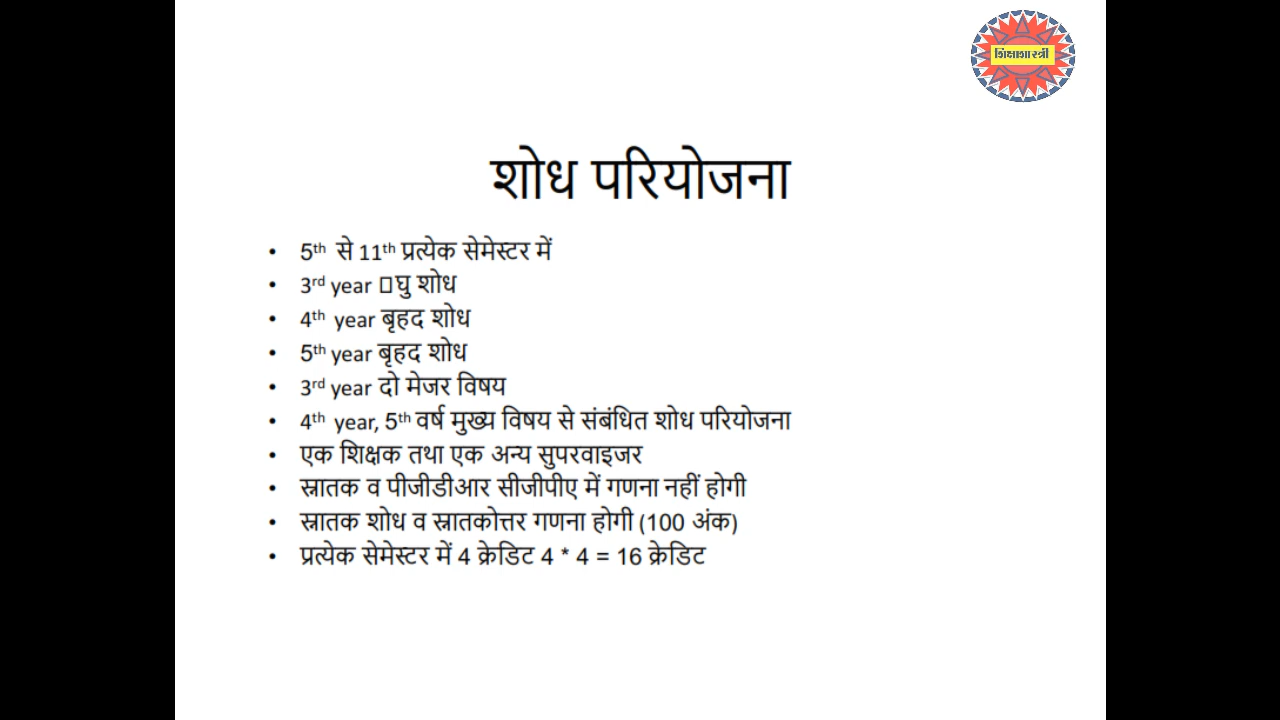 शिक्षाशास्त्री
शोध परियोजना
• 5th से 11th प्रत्येक सेमेस्टर में
• 3rd year घु शोध
• 4th year बृहद शोध
• 5th year बृहद शोध
• 3rd year दो मेजर विषय
• 4th year, 5th वर्ष मुख्य विषय से संबंधित शोध परियोजना
• एक शिक्षक तथा एक अन्य सुपरवाइजर
• स्नातक व पीजीडीआर सीजीपीए में गणना नहीं होगी
• स्नातक शोध व स्नातकोत्तर गणना होगी (100 अंक)
• प्रत्येक सेमेस्टर में 4 क्रेडिट 4 * 4 = 16 क्रेडिट